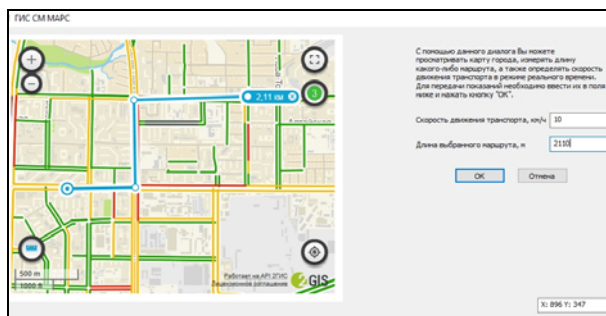 ГИС СМ МАРС
2,11 км
3
500 m
1000 ft
Работает на API 2ГИС
Лицензионное соглашение
2GIS
С помощью данного диалога Вы можете
просматривать карту города, измерять длину
какого-либо маршрута, а также определять скорость
движения транспорта в режиме реального времени.
Для передачи показаний необходимо ввести их в поля
ниже и нажать кнопку "ОК".
Скорость движения транспорта, км/ч 10
Длина выбранного маршрута, м 2110
ОК Отмена
X: 896 Y: 347